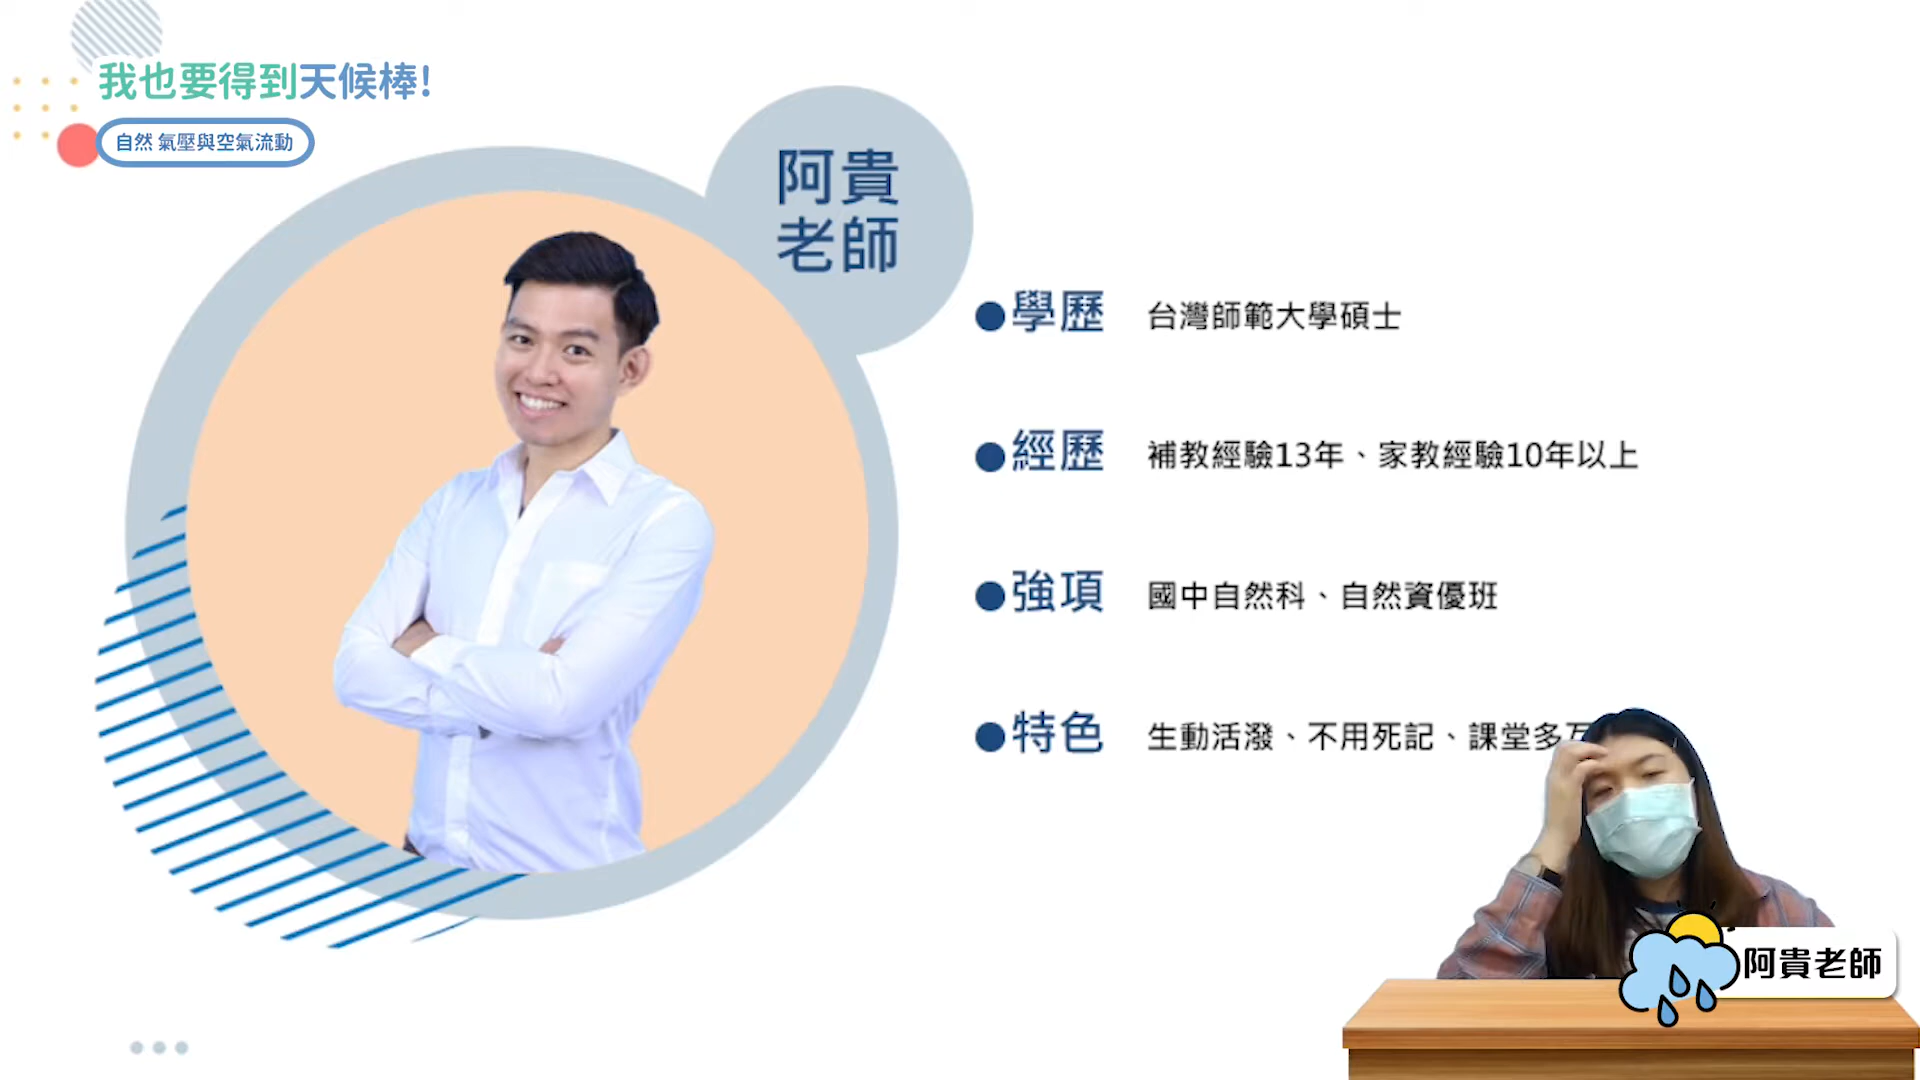 我也要得到天候棒!
自然 氣壓與空氣流動
阿貴
老師
學歷 台灣師範大學碩士
經歷 補教經驗13年、家教經驗10年以上
強項 國中自然科、自然資優班
特色 生動活潑、不用死記、課堂多互
阿貴老師